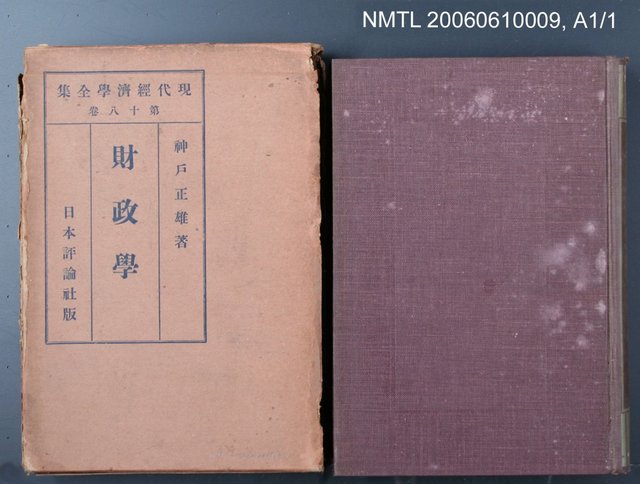 NMTL 20060610009, A1/1
現代經濟學全集
第十八卷
神戶正雄著
財政學
日本評論社版